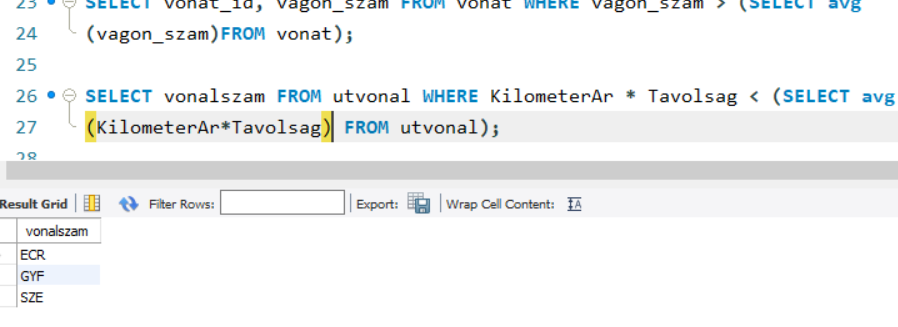 23 SELECT vonat_id, vagon_szam FROM vonat WHERE vagon_szam > (SELECT avg
24 (vagon_szam)FROM vonat);
25
26 SELECT vonalszam FROM utvonal WHERE KilometerAr * Tavolsag < (SELECT avg
27 (KilometerAr*Tavolsag) FROM utvonal);
28
Result Grid Filter Rows: Export: Wrap Cell Content:
vonalszam
ECR
GYF
SZE